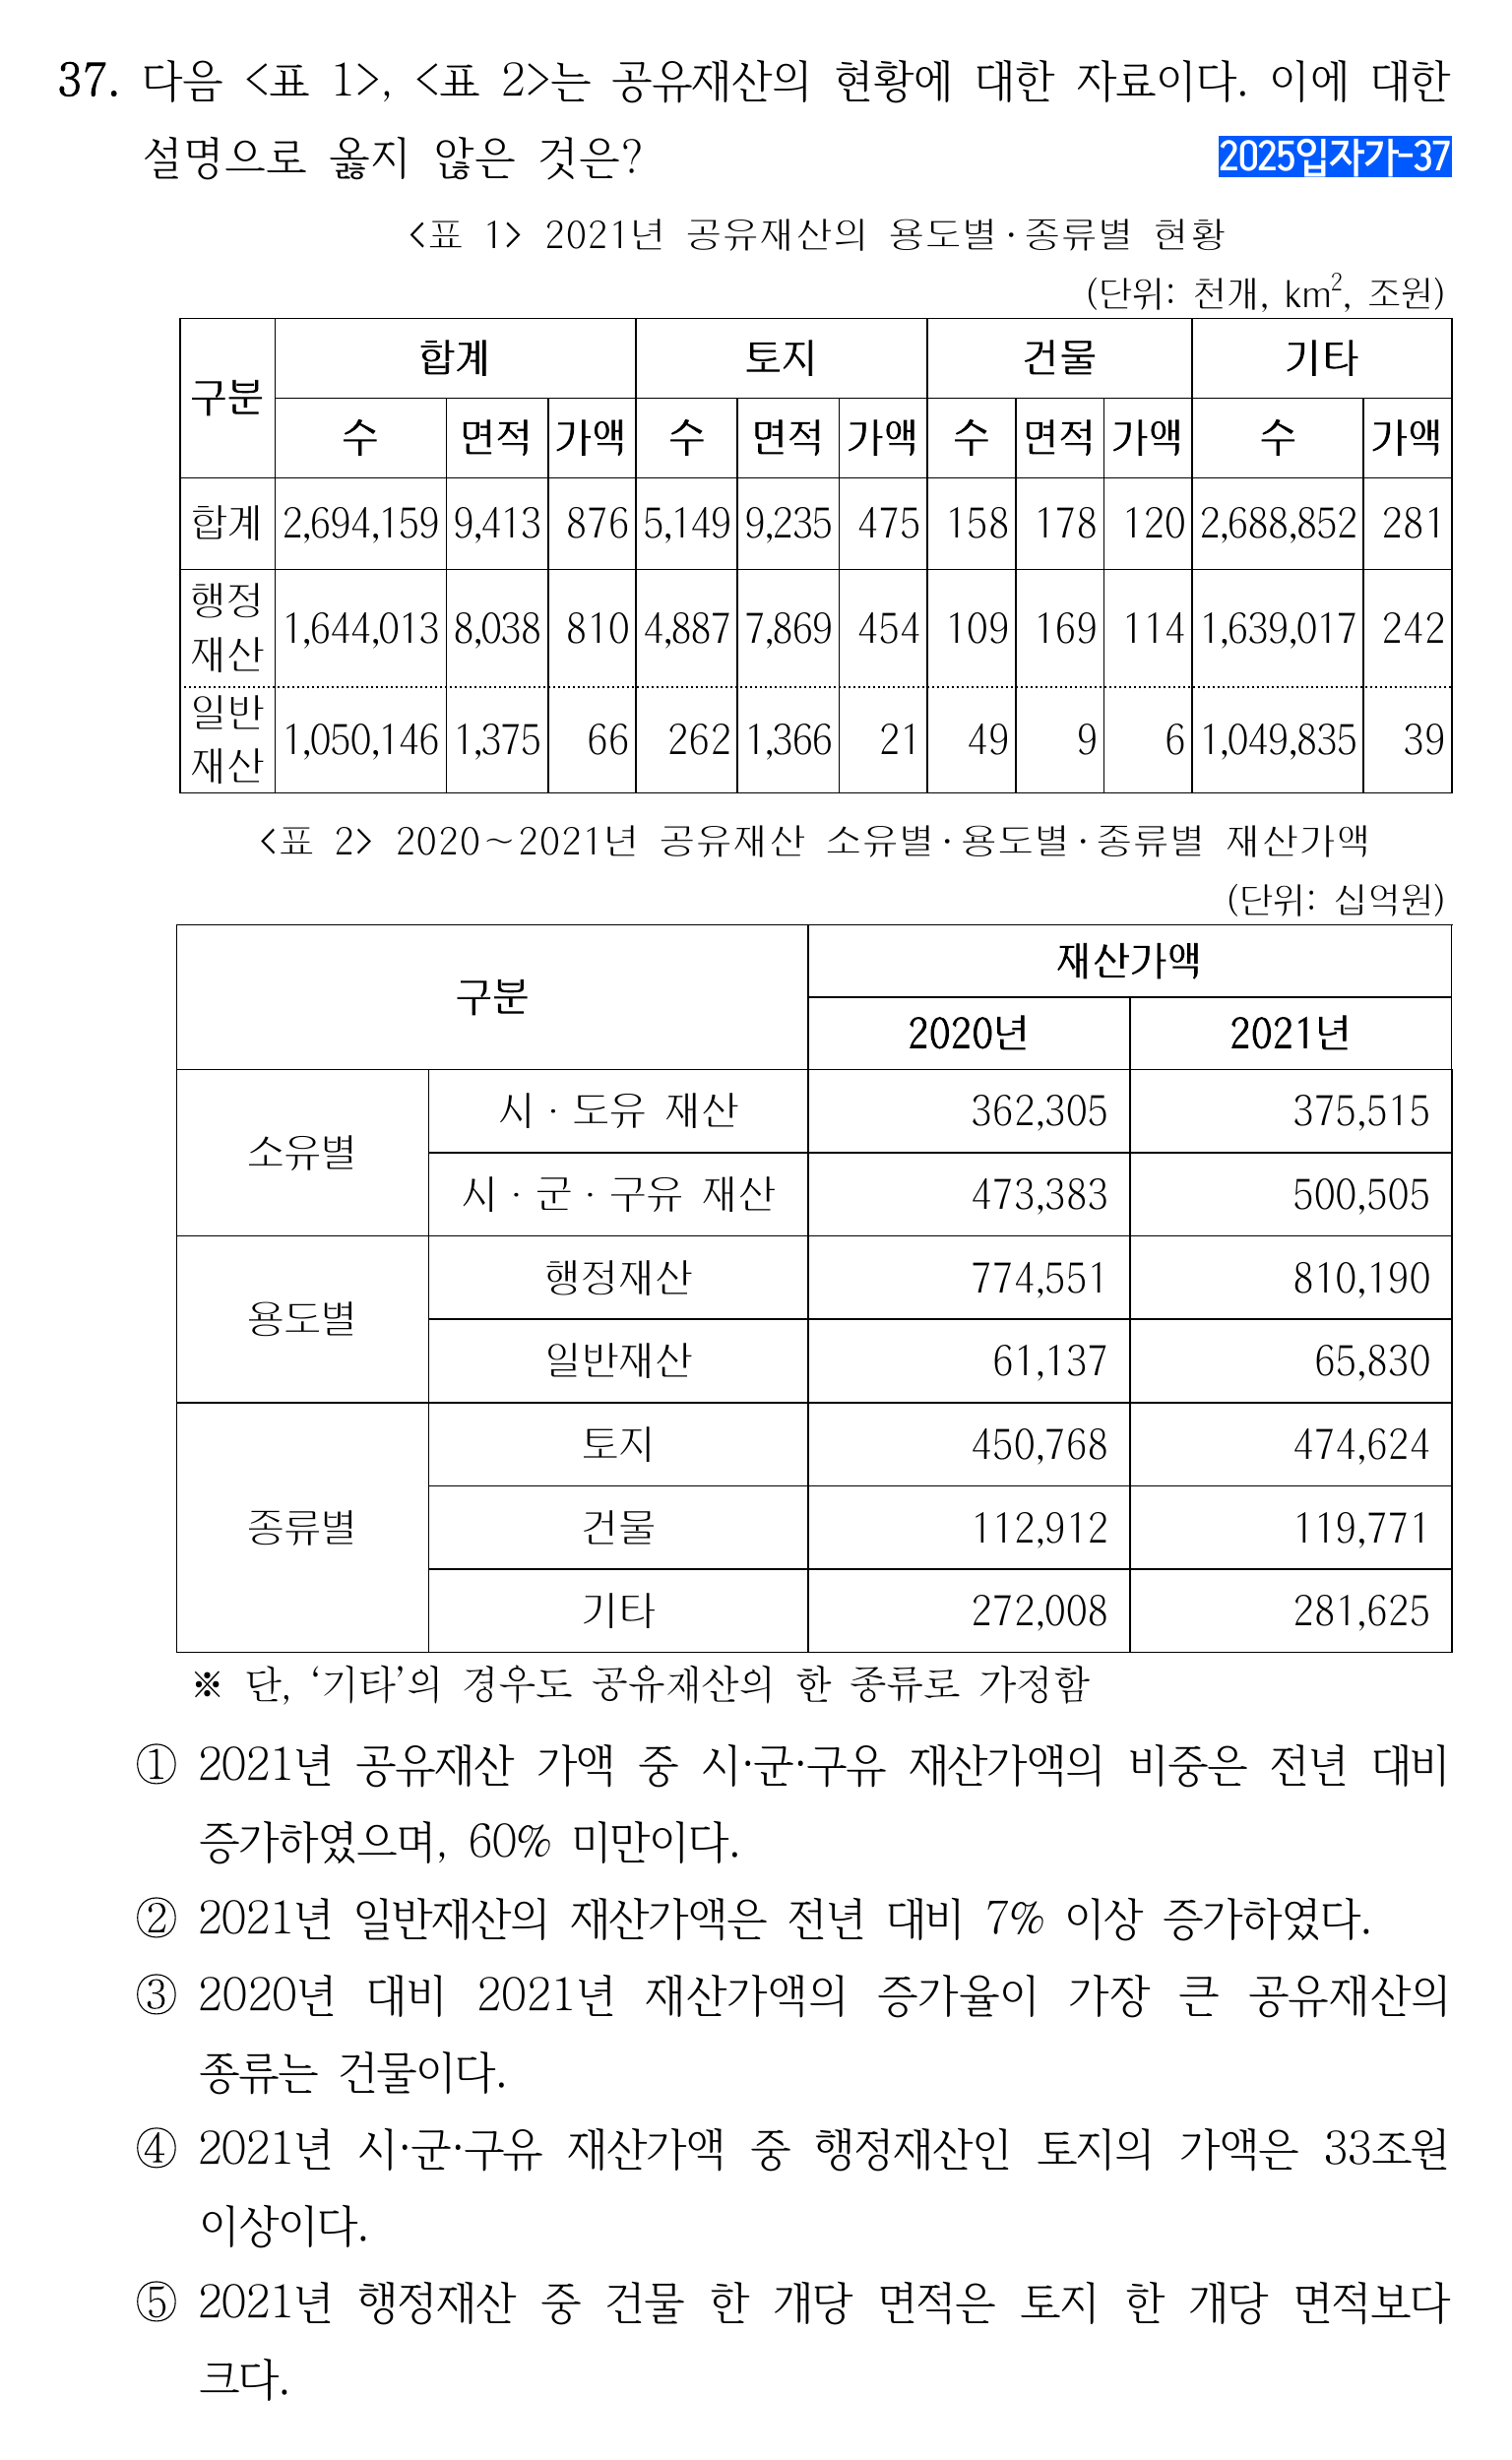 37. 다음 <표 1>, <표 2>는 공유재산의 현황에 대한 자료이다. 이에 대한
설명으로 옳지 않은 것은? 2025입자가-37
<표 1> 2021년 공유재산의 용도별·종류별 현황
(단위: 천개, km², 조원)
구분 합계 토지 건물 기타
수 면적 가액 수 면적 가액 수 면적 가액 수 가액
합계 2,694,159 9,413 876 5,149 9,235 475 158 178 120 2,688,852 281
행정
재산 1,644,013 8,038 810 4,887 7,869 454 109 169 114 1,639,017 242
일반
재산 1,050,146 1,375 66 262 1,366 21 49 9 6 1,049,835 39
<표 2> 2020~2021년 공유재산 소유별·용도별·종류별 재산가액
(단위: 십억원)
구분 재산가액
2020년 2021년
소유별 시·도유 재산 362,305 375,515
시·군·구유 재산 473,383 500,505
용도별 행정재산 774,551 810,190
일반재산 61,137 65,830
종류별 토지 450,768 474,624
건물 112,912 119,771
기타 272,008 281,625
※ 단, ‘기타’의 경우도 공유재산의 한 종류로 가정함
① 2021년 공유재산 가액 중 시·군·구유 재산가액의 비중은 전년 대비
증가하였으며, 60% 미만이다.
② 2021년 일반재산의 재산가액은 전년 대비 7% 이상 증가하였다.
③ 2020년 대비 2021년 재산가액의 증가율이 가장 큰 공유재산의
종류는 건물이다.
④ 2021년 시·군·구유 재산가액 중 행정재산인 토지의 가액은 33조원
이상이다.
⑤ 2021년 행정재산 중 건물 한 개당 면적은 토지 한 개당 면적보다
크다.